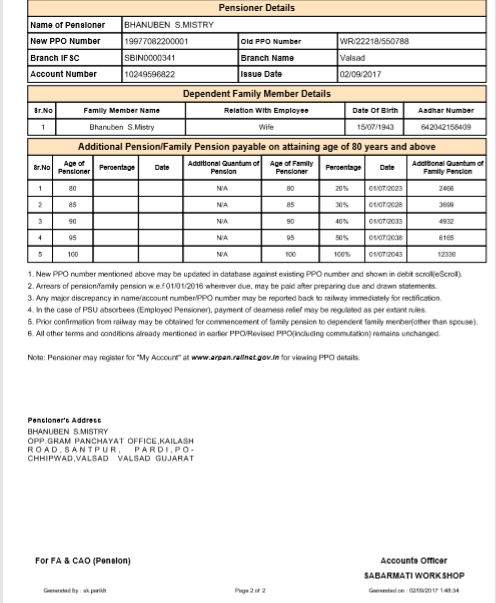 Pensioner Details
Name of Pensioner BHANUBEN S.MISTRY
New PPO Number 19977082200001 Old PPO Number WR/22218/550788
Branch IFSC SBIN0000341 Branch Name Valsad
Account Number 10249596822 Issue Date 02/09/2017
Dependent Family Member Details
Sr.No Family Member Name Relation With Employee Date Of Birth Aadhar Number
1 Bhanuben S.Mistry Wife 15/07/1943 642042158409
Additional Pension/Family Pension payable on attaining age of 80 years and above
Sr.No Age of Pensioner Percentage Date Additional Quantum of Pension Age of Family Pensioner Percentage Date Additional Quantum of Family Pension
1 80 N/A 80 20% 01/07/2023 2466
2 85 N/A 85 30% 01/07/2028 3699
3 90 N/A 90 40% 01/07/2033 4932
4 95 N/A 95 50% 01/07/2038 6165
5 100 N/A 100 100% 01/07/2043 12330
1. New PPO number mentioned above may be updated in database against existing PPO number and shown in debit scroll(eScroll).
2. Arrears of pension/family pension w.e.f 01/01/2016 wherever due, may be paid after preparing due and drawn statements.
3. Any major discrepancy in name/account number/PPO number may be reported back to railway immediately for rectification.
4. In the case of PSU absorbees (Employed Pensioner), payment of dearness relief may be regulated as per extant rules.
5. Prior confirmation from railway may be obtained for commencement of family pension to dependent family member(other than spouse).
6. All other terms and conditions already mentioned in earlier PPO/Revised PPO(including commutation) remains unchanged.
Note: Pensioner may register for "My Account" at www.arpan.railnet.gov.in for viewing PPO details.
Pensioner's Address
BHANUBEN S.MISTRY
OPP.GRAM PANCHAYAT OFFICE,KAILASH
ROAD,SANTPUR, PARDI,PO-
CHHIPWAD,VALSAD VALSAD GUJARAT
For FA & CAO (Pension) Accounts Officer
SABARMATI WORKSHOP
Generated by : sk parikh Page 2 of 2 Generated on : 02/09/2017 1:48:34